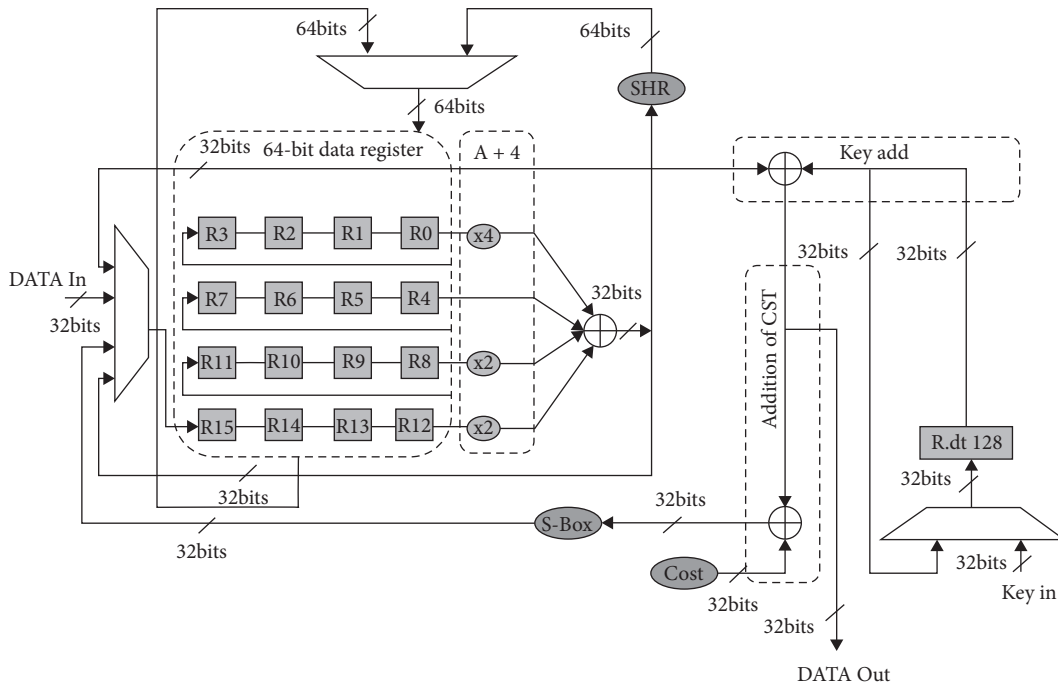 64bits
64bits
SHR
64bits
32bits
64-bit data register
A + 4
Key add
R3
R2
R1
R0
x4
32bits
32bits
DATA In
32bits
R7
R6
R5
R4
32bits
R11
R10
R9
R8
x2
Addition of CST
R15
R14
R13
R12
x2
R.dt 128
32bits
32bits
32bits
S-Box
32bits
32bits
Cost
32bits
Key in
32bits
32bits
DATA Out